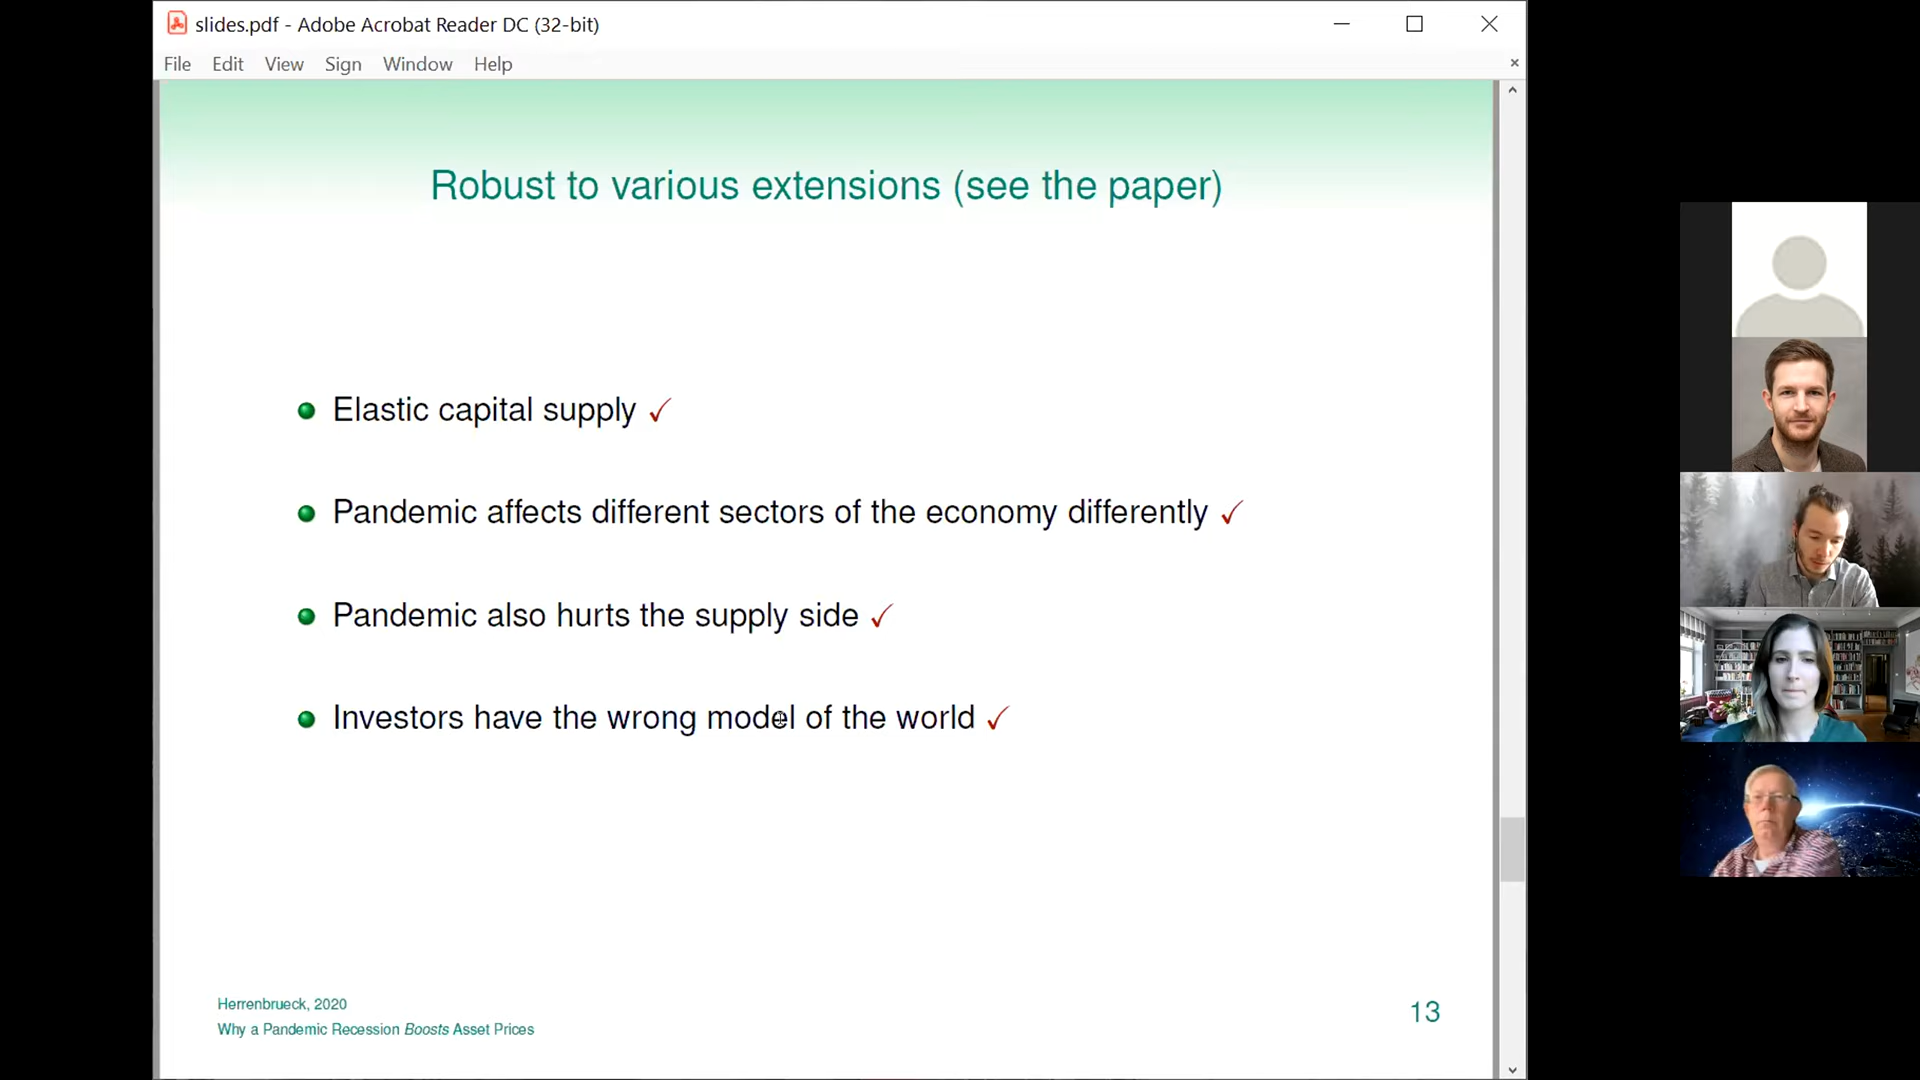 slides.pdf - Adobe Acrobat Reader DC (32-bit)
File Edit View Sign Window Help
Robust to various extensions (see the paper)
Elastic capital supply ✓
Pandemic affects different sectors of the economy differently ✓
Pandemic also hurts the supply side ✓
Investors have the wrong model of the world ✓
Herrenbrueck, 2020
Why a Pandemic Recession Boosts Asset Prices
13